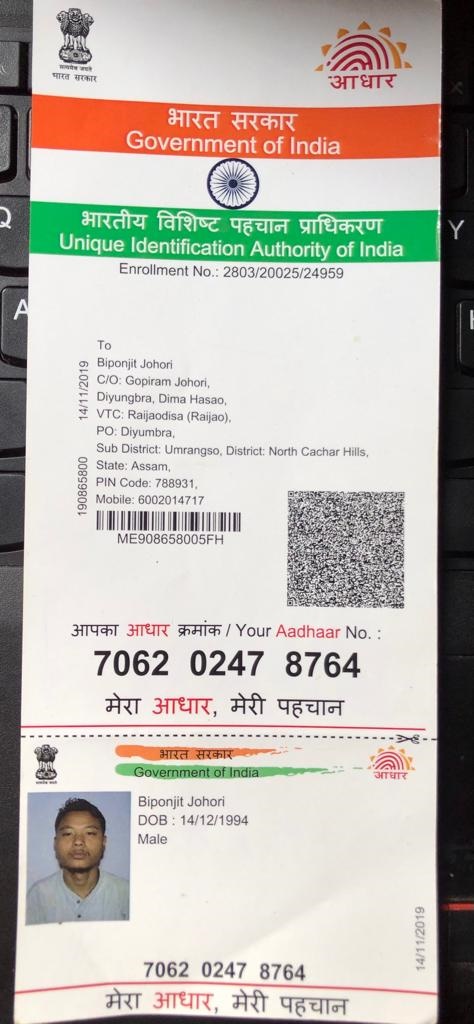 सत्यमेव जयते
भारत सरकार
आधार
भारत सरकार
Government of India
भारतीय विशिष्ट पहचान प्राधिकरण
Unique Identification Authority of India
Enrollment No.: 2803/20025/24959
To
Biponjit Johori
C/O: Gopiram Johori,
Diyungbra, Dima Hasao,
VTC: Raijaodisa (Raijao),
PO: Diyumbra,
Sub District: Umrangso, District: North Cachar Hills,
State: Assam,
PIN Code: 788931,
Mobile: 6002014717
190865800 14/11/2019
ME908658005FH
आपका आधार क्रमांक / Your Aadhaar No. :
7062 0247 8764
मेरा आधार, मेरी पहचान
भारत सरकार
Government of India
आधार
Biponjit Johori
DOB : 14/12/1994
Male
14/11/2019
7062 0247 8764
मेरा आधार, मेरी पहचान
Q
A
Y